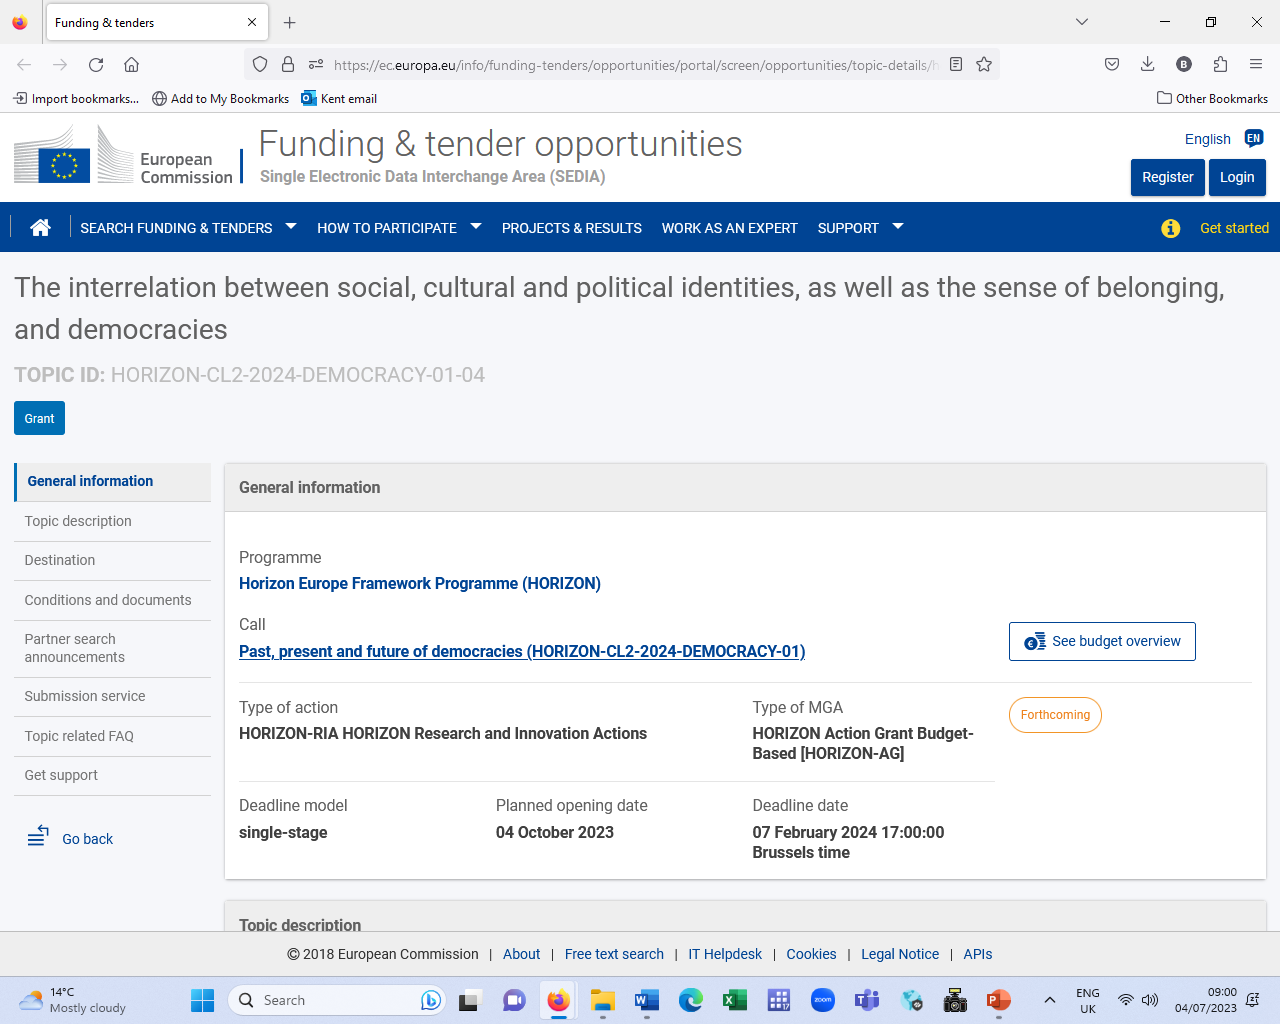 Funding & tenders
https://ec.europa.eu/info/funding-tenders/opportunities/portal/screen/opportunities/topic-details/h
Import bookmarks...
Add to My Bookmarks
Kent email
Other Bookmarks
European
Commission
Funding & tender opportunities
Single Electronic Data Interchange Area (SEDIA)
English EN
Register Login
SEARCH FUNDING & TENDERS HOW TO PARTICIPATE PROJECTS & RESULTS WORK AS AN EXPERT SUPPORT Get started
The interrelation between social, cultural and political identities, as well as the sense of belonging,
and democracies
TOPIC ID: HORIZON-CL2-2024-DEMOCRACY-01-04
Grant
General information
Topic description
Destination
Conditions and documents
Partner search
announcements
Submission service
Topic related FAQ
Get support
Go back
General information
Programme
Horizon Europe Framework Programme (HORIZON)
Call
Past, present and future of democracies (HORIZON-CL2-2024-DEMOCRACY-01)
See budget overview
Type of action
HORIZON-RIA HORIZON Research and Innovation Actions
Type of MGA
HORIZON Action Grant Budget-
Based [HORIZON-AG]
Forthcoming
Deadline model
single-stage
Planned opening date
04 October 2023
Deadline date
07 February 2024 17:00:00
Brussels time
Topic description
© 2018 European Commission | About | Free text search | IT Helpdesk | Cookies | Legal Notice | APIs
14°C
Mostly cloudy
Search
zoom
ENG
UK
09:00
04/07/2023